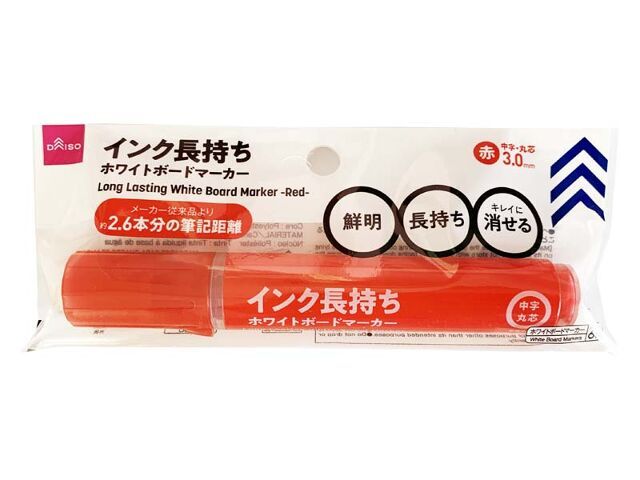 DAISO
インク長持ち
ホワイトボードマーカー
Long Lasting White Board Marker -Red-
メーカー従来品より
約2.6本分の筆記距離
赤
中字・丸芯
3.0mm
鮮明
長持ち
キレイに
消せる
インク長持ち
ホワイトボードマーカー
中字
丸芯
ホワイトボードマーカー
White Board Markers